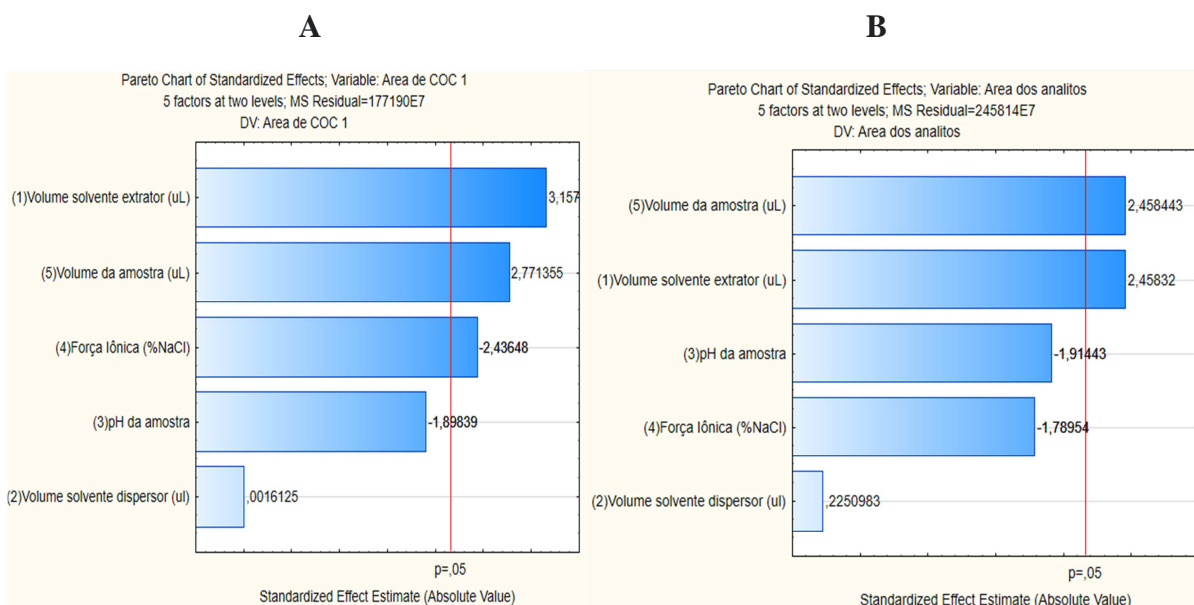 A
Pareto Chart of Standardized Effects; Variable: Area de COC 1
5 factors at two levels; MS Residual=177190E7
DV: Area de COC 1
(1)Volume solvente extrator (uL)
3,157
(5)Volume da amostra (uL)
2,771355
(4)Força Iônica (%NaCl)
-2,43648
(3)pH da amostra
-1,89839
(2)Volume solvente dispersor (ul)
,0016125
p=,05
Standardized Effect Estimate (Absolute Value)
B
Pareto Chart of Standardized Effects; Variable: Area dos analitos
5 factors at two levels; MS Residual=245814E7
DV: Area dos analitos
(5)Volume da amostra (uL)
2,458443
(1)Volume solvente extrator (uL)
2,45832
(3)pH da amostra
-1,91443
(4)Força Iônica (%NaCl)
-1,78954
(2)Volume solvente dispersor (ul)
,2250983
p=,05
Standardized Effect Estimate (Absolute Value)